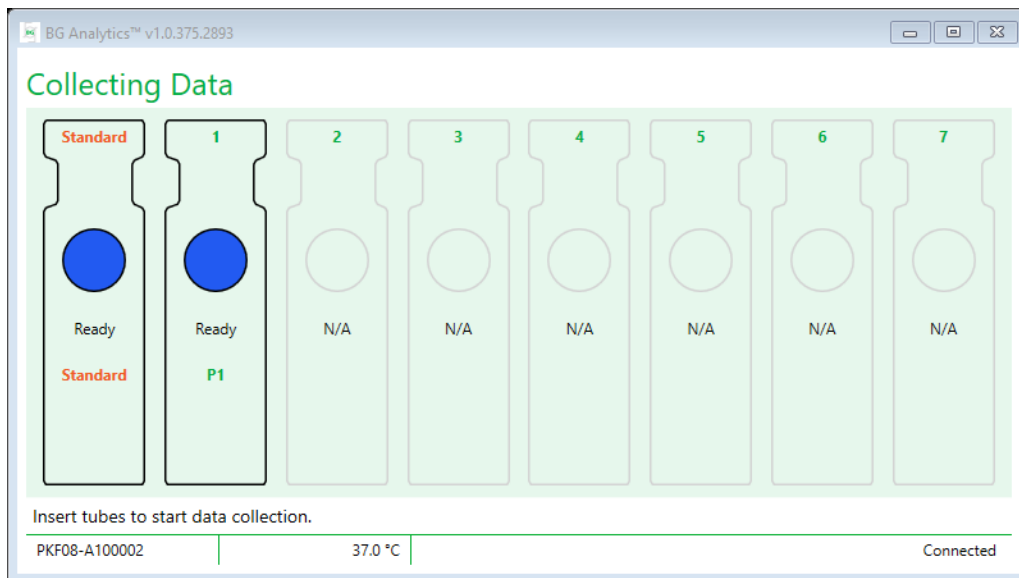 BG Analytics™ v1.0.375.2893
Collecting Data
Standard 1 2 3 4 5 6 7
Ready Ready N/A N/A N/A N/A N/A N/A
Standard P1
Insert tubes to start data collection.
PKF08-A100002 37.0 °C Connected